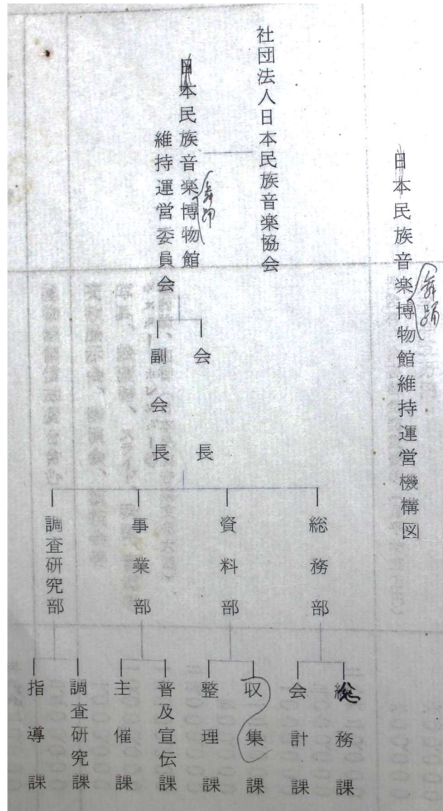 日本民族音楽博物館維持運営機構図
舞踊
社団法人日本民族音楽協会
日本民族音楽博物館
舞踊
維持運営委員会
会長
副会長
総務部
資料部
事業部
調査研究部
総務課
会計課
収集課
整理課
普及宣伝課
主催課
調査研究課
指導課